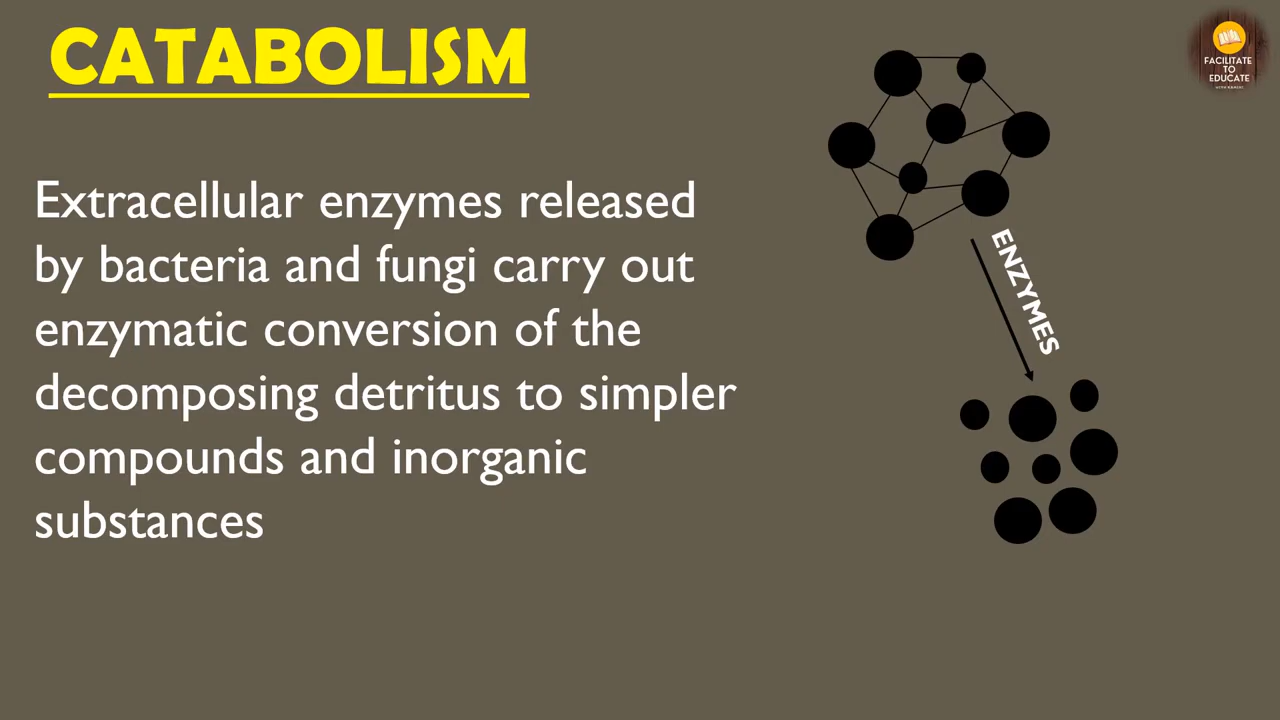 CATABOLISM
Extracellular enzymes released
by bacteria and fungi carry out
enzymatic conversion of the
decomposing detritus to simpler
compounds and inorganic
substances
ENZYMES
FACILITATE
TO
EDUCATE